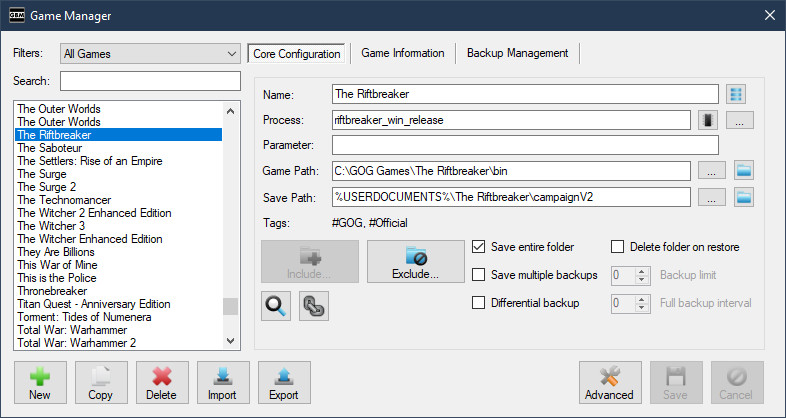 GBM Game Manager
Filters: All Games
Core Configuration Game Information Backup Management
Search:
The Outer Worlds
The Outer Worlds
The Riftbreaker
The Saboteur
The Settlers: Rise of an Empire
The Surge
The Surge 2
The Technomancer
The Witcher 2 Enhanced Edition
The Witcher 3
The Witcher Enhanced Edition
They Are Billions
This War of Mine
This is the Police
Thronebreaker
Titan Quest - Anniversary Edition
Torment: Tides of Numenera
Total War: Warhammer
Total War: Warhammer 2
Name: The Riftbreaker
Process: riftbreaker_win_release ...
Parameter:
Game Path: C:\GOG Games\The Riftbreaker\bin ...
Save Path: %USERDOCUMENTS%\The Riftbreaker\campaignV2 ...
Tags: #GOG, #Official
Include... Exclude...
Save entire folder Delete folder on restore
Save multiple backups 0 Backup limit
Differential backup 0 Full backup interval
New Copy Delete Import Export Advanced Save Cancel